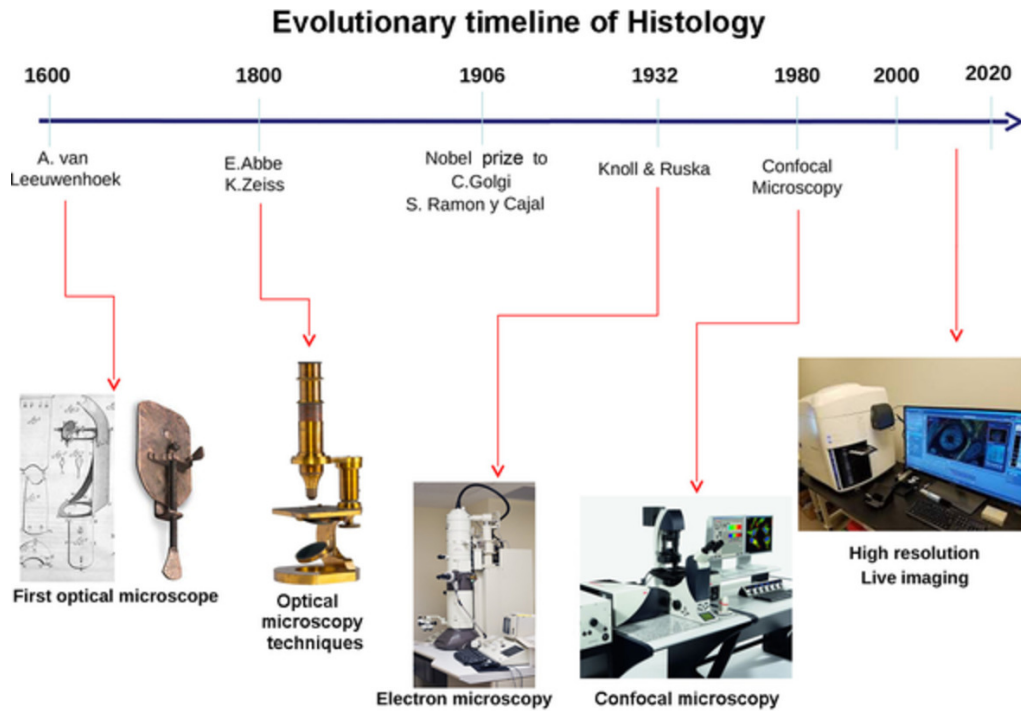 Evolutionary timeline of Histology
1600
1800
1906
1932
1980
2000
2020
A. van
Leeuwenhoek
E.Abbe
K.Zeiss
Nobel prize to
C.Golgi
S. Ramon y Cajal
Knoll & Ruska
Confocal
Microscopy
First optical microscope
Optical
microscopy
techniques
Electron microscopy
Confocal microscopy
High resolution
Live imaging